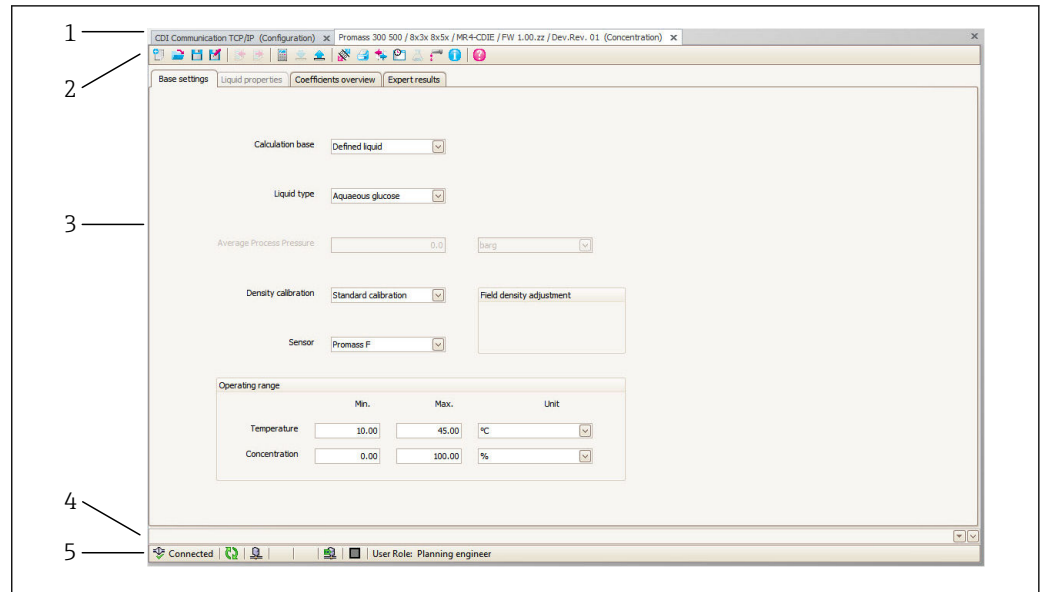 1
CDI Communication TCP/IP (Configuration) x Promass 300 500 / 8x3x 8x5x / MR4-CDIE / FW 1.00.zz / Dev.Rev. 01 (Concentration) x x
2
Base settings Liquid properties Coefficients overview Expert results
Calculation base Defined liquid
Liquid type Aquaeous glucose
3
Average Process Pressure 0.0 barg
Density calibration Standard calibration Field density adjustment
Sensor Promass F
Operating range
Min. Max. Unit
Temperature 10.00 45.00 °C
Concentration 0.00 100.00 %
4
5
Connected User Role: Planning engineer